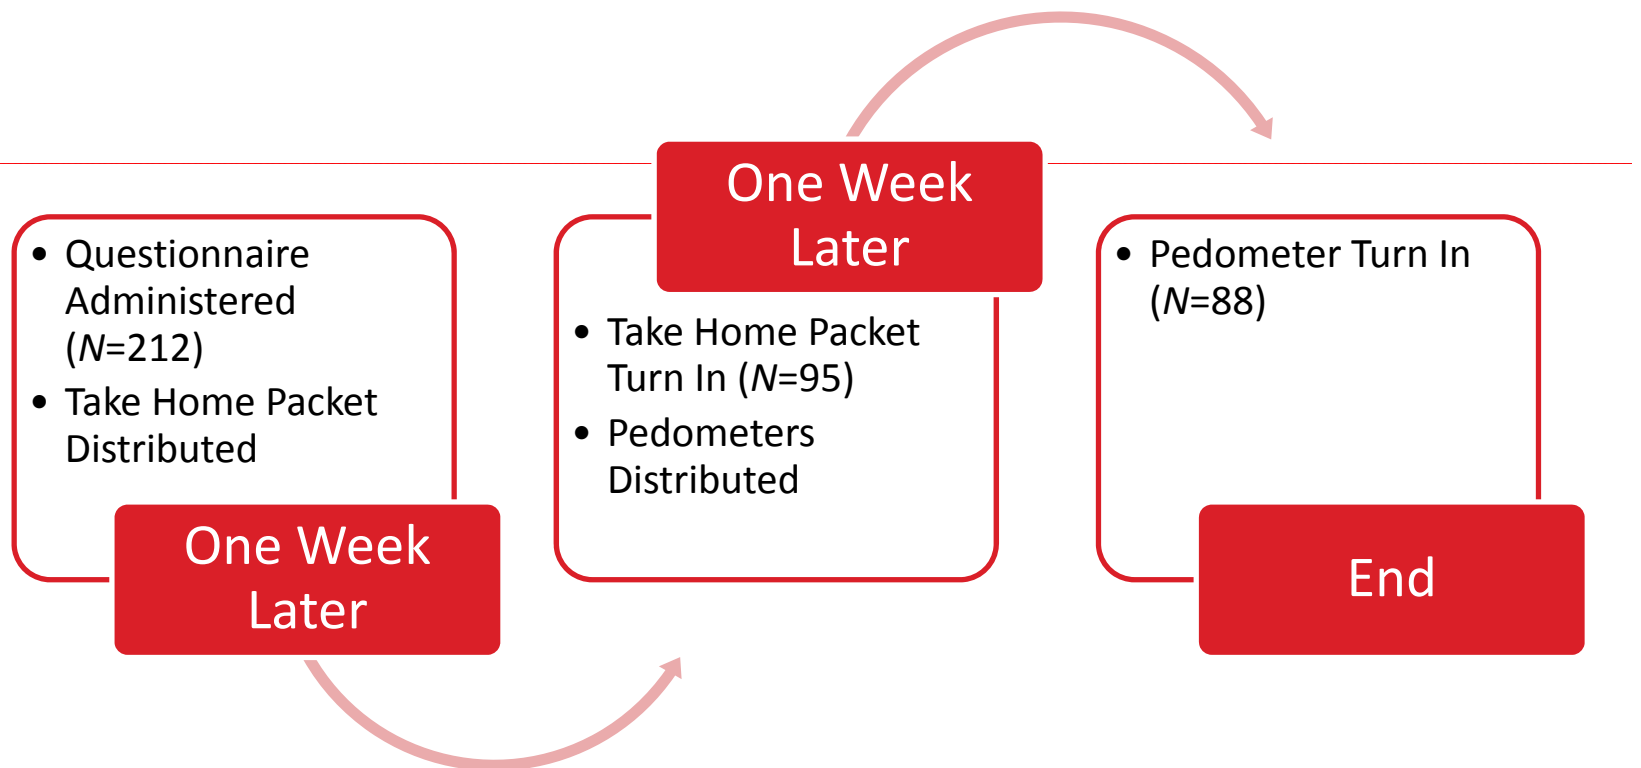 • Questionnaire
Administered
(N=212)
• Take Home Packet
Distributed
One Week
Later
One Week
Later
• Take Home Packet
Turn In (N=95)
• Pedometers
Distributed
• Pedometer Turn In
(N=88)
End